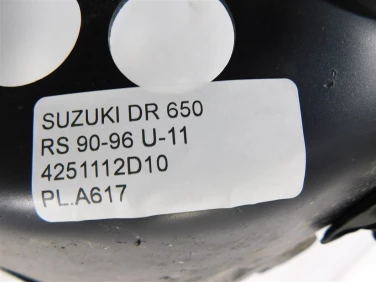 SUZUKI DR 650
RS 90-96 U-11
4251112D10
PL.A617